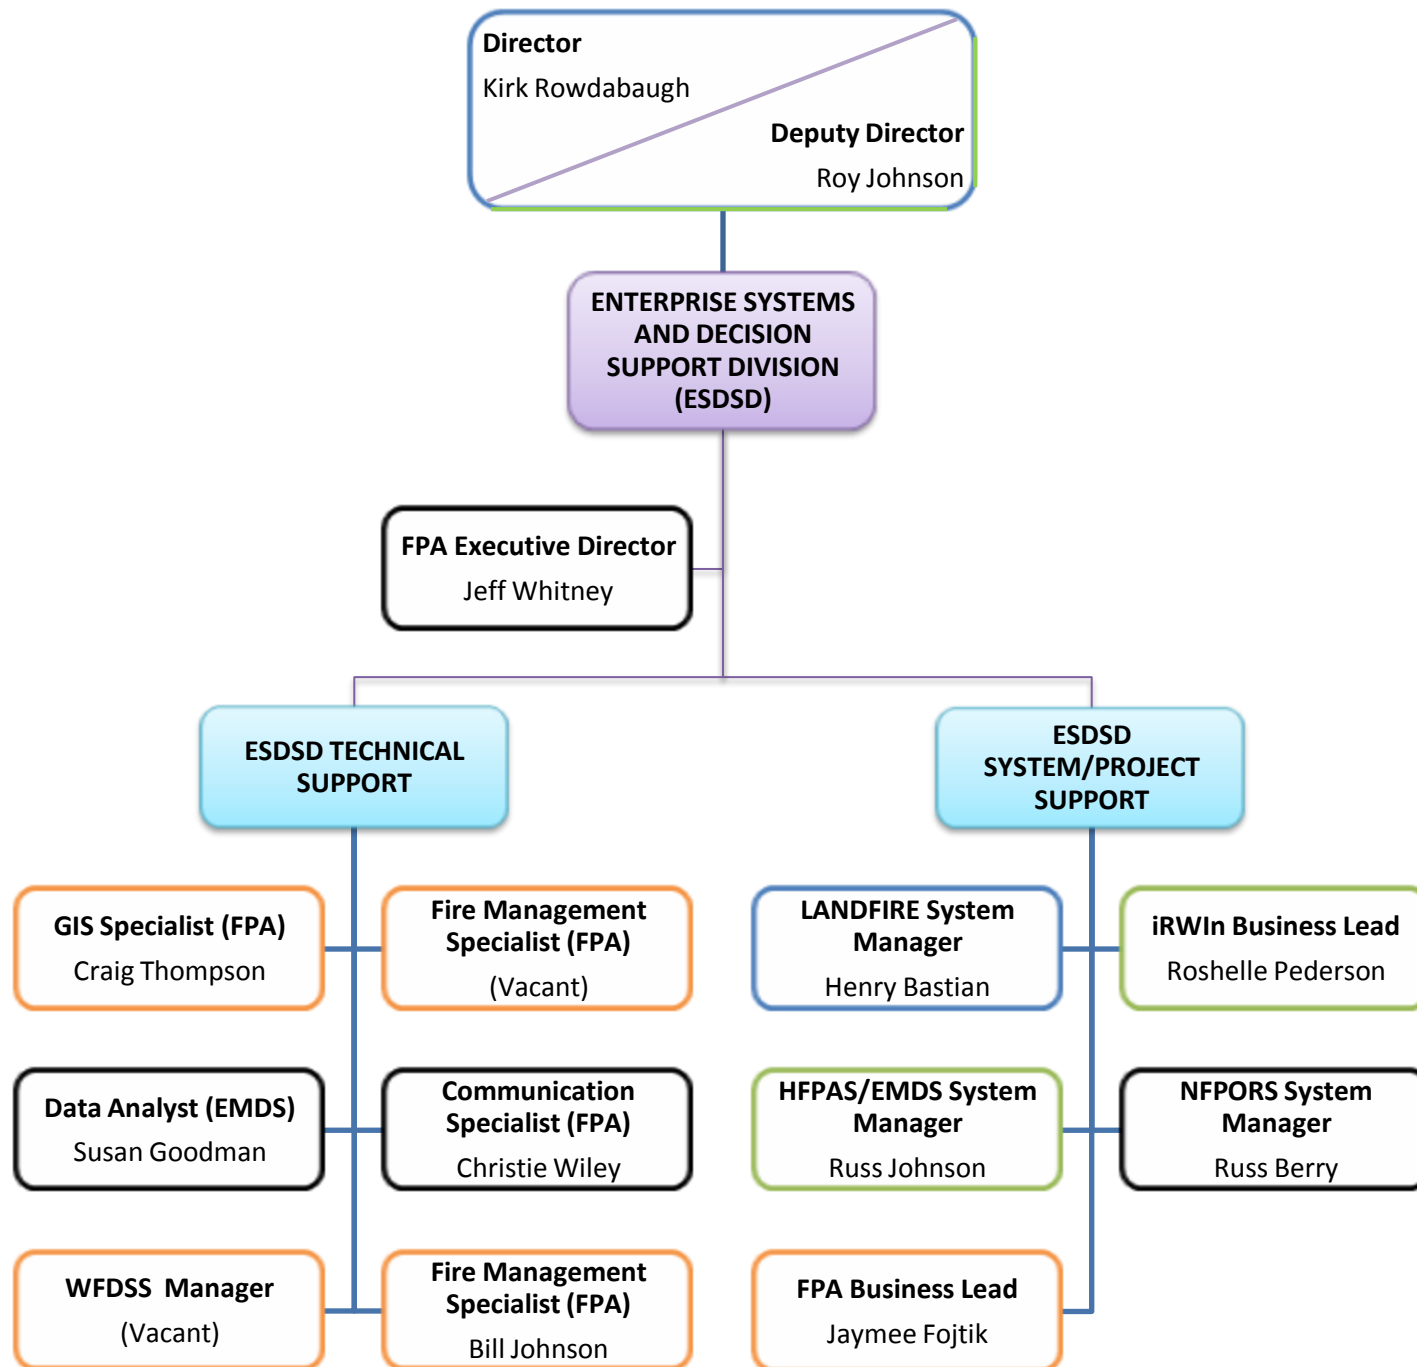 Director
Kirk Rowdabaugh
Deputy Director
Roy Johnson
ENTERPRISE SYSTEMS
AND DECISION
SUPPORT DIVISION
(ESDSD)
FPA Executive Director
Jeff Whitney
ESDSD TECHNICAL
SUPPORT
ESDSD
SYSTEM/PROJECT
SUPPORT
GIS Specialist (FPA)
Craig Thompson
Fire Management
Specialist (FPA)
(Vacant)
LANDFIRE System
Manager
Henry Bastian
iRWIn Business Lead
Roshelle Pederson
Data Analyst (EMDS)
Susan Goodman
Communication
Specialist (FPA)
Christie Wiley
HFPAS/EMDS System
Manager
Russ Johnson
NFPORS System
Manager
Russ Berry
WFDSS  Manager
(Vacant)
Fire Management
Specialist (FPA)
Bill Johnson
FPA Business Lead
Jaymee Fojtik